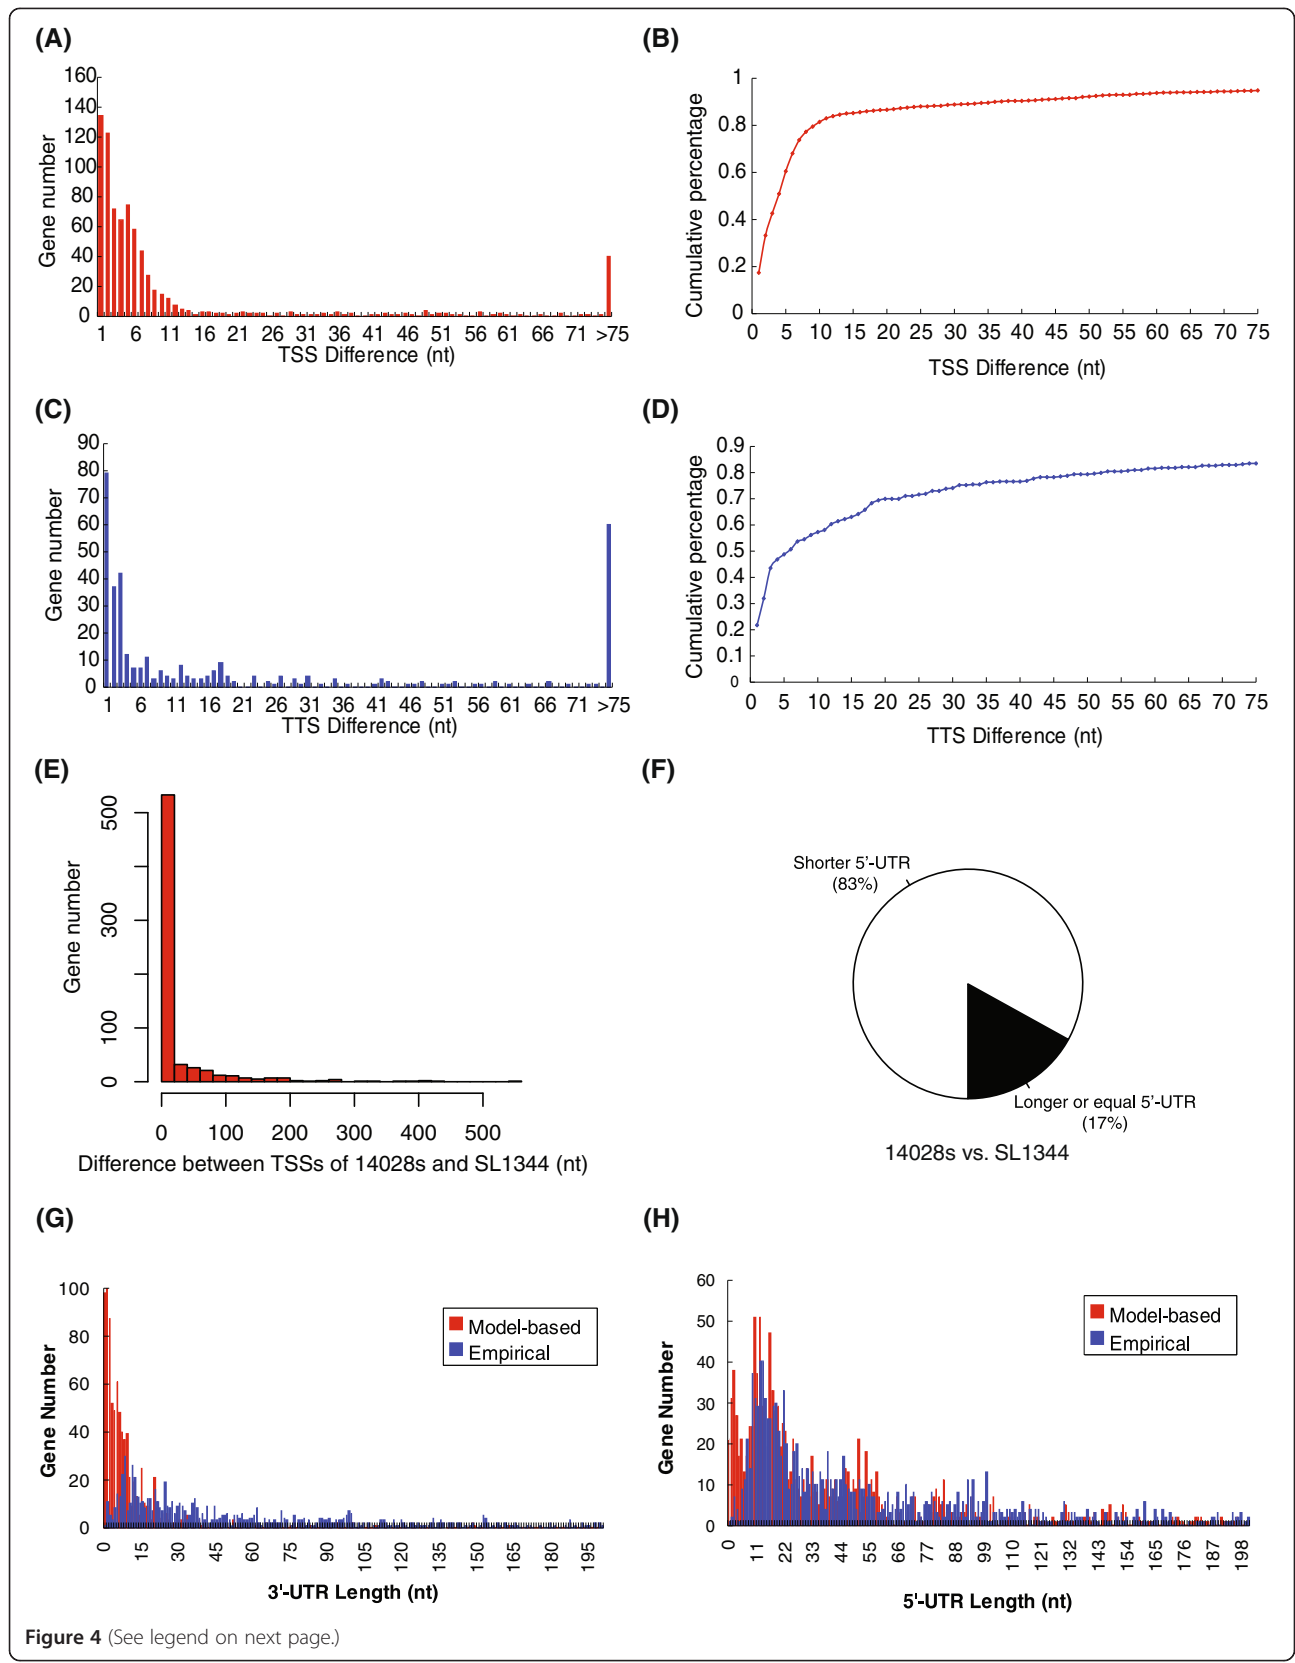 (A)
160
140
120
100
80
60
40
20
0
Gene number
1 6 11 16 21 26 31 36 41 46 51 56 61 66 71 >75
TSS Difference (nt)
(B)
1
0.8
0.6
0.4
0.2
0
Cumulative percentage
0 5 10 15 20 25 30 35 40 45 50 55 60 65 70 75
TSS Difference (nt)
(C)
90
80
70
60
50
40
30
20
10
0
Gene number
1 6 11 16 21 26 31 36 41 46 51 56 61 66 71 >75
TTS Difference (nt)
(D)
0.9
0.8
0.7
0.6
0.5
0.4
0.3
0.2
0.1
0
Cumulative percentage
0 5 10 15 20 25 30 35 40 45 50 55 60 65 70 75
TTS Difference (nt)
(E)
500
300
100
0
Gene number
0 100 200 300 400 500
Difference between TSSs of 14028s and SL1344 (nt)
(F)
Shorter 5'-UTR
(83%)
Longer or equal 5'-UTR
(17%)
14028s vs. SL1344
(G)
100
80
60
40
20
0
Gene Number
Model-based
Empirical
0 15 30 45 60 75 90 105 120 135 150 165 180 195
3'-UTR Length (nt)
(H)
60
50
40
30
20
10
0
Gene Number
Model-based
Empirical
0 11 22 33 44 55 66 77 88 99 110 121 132 143 154 165 176 187 198
5'-UTR Length (nt)
Figure 4 (See legend on next page.)